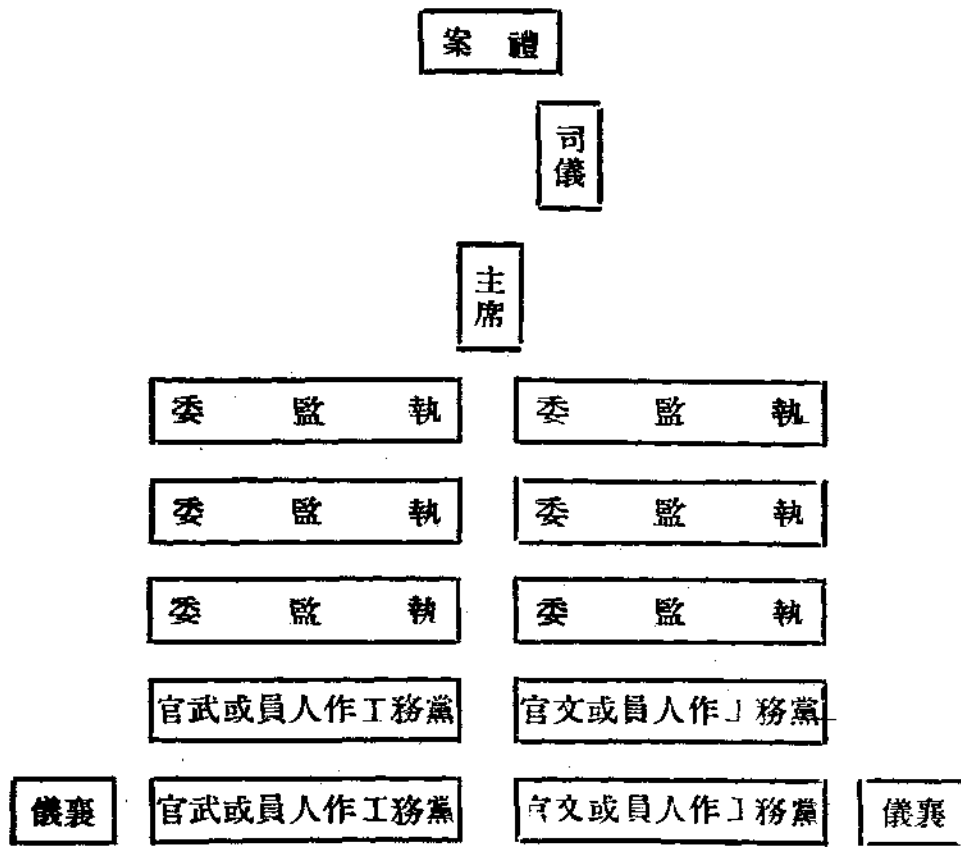 禮案
司儀
主席
執監委
執監委
執監委
執監委
執監委
執監委
黨務工作人員或文官
黨務工作人員或武官
襄儀
黨務工作人員或文官
黨務工作人員或武官
襄儀